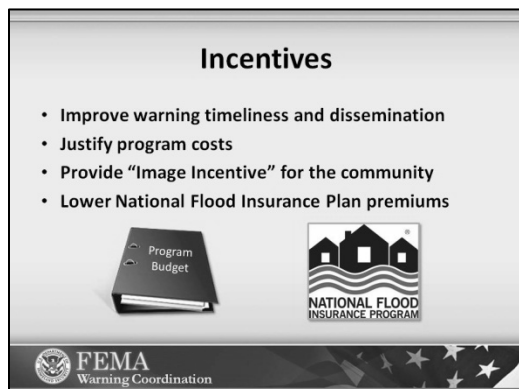 Incentives
• Improve warning timeliness and dissemination
• Justify program costs
• Provide “Image Incentive” for the community
• Lower National Flood Insurance Plan premiums
Program
Budget
®
NATIONAL FLOOD
INSURANCE PROGRAM
FEMA
Warning Coordination